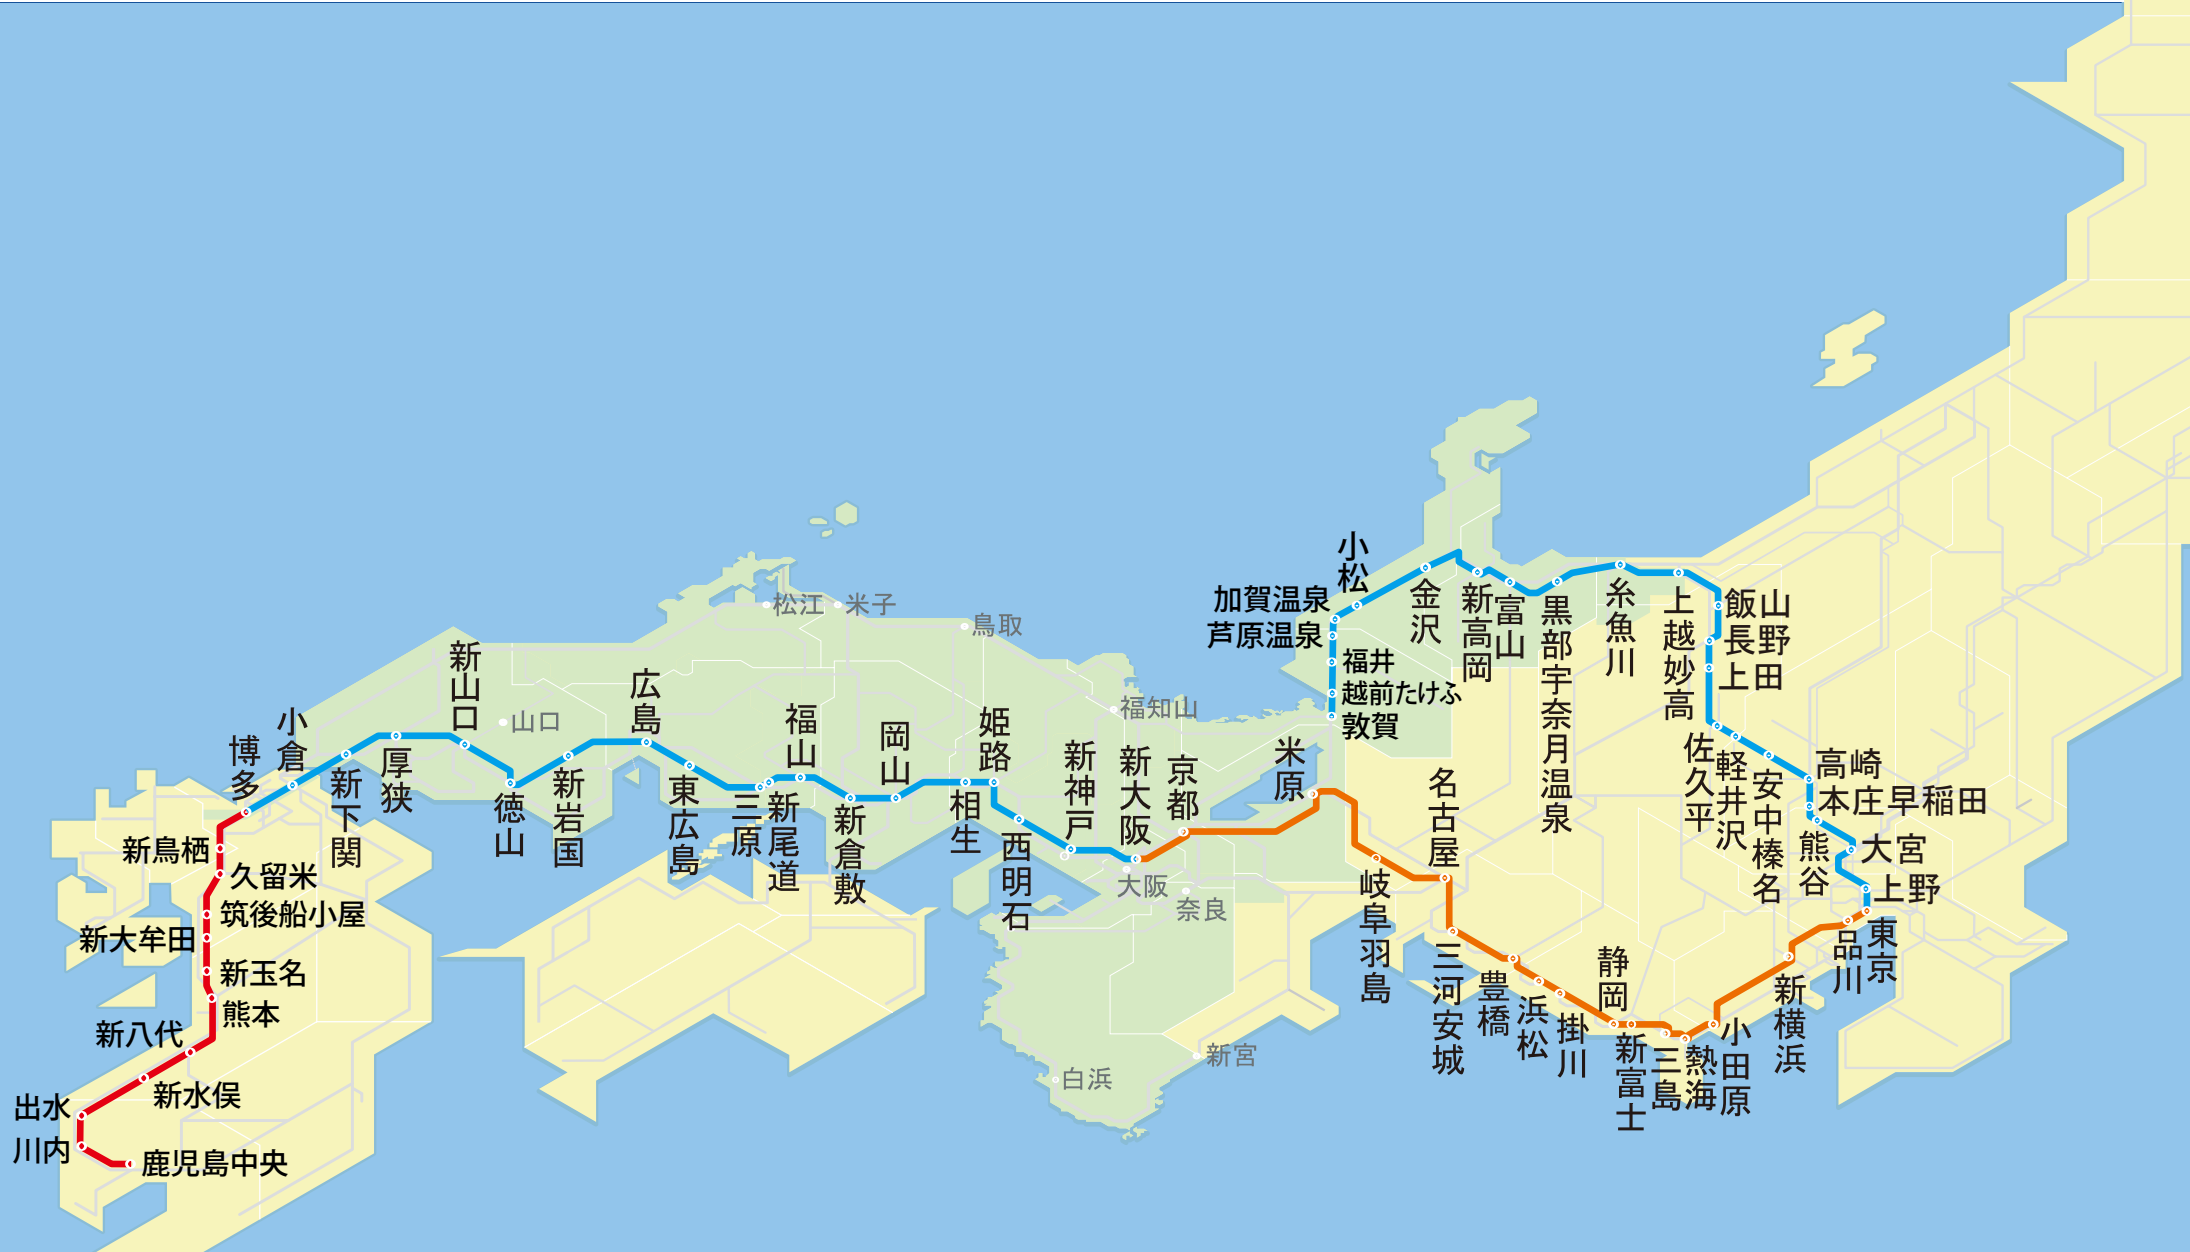 小松
加賀温泉
芦原温泉
福井
越前たけふ
敦賀
金沢
新高岡
富山
黒部宇奈月温泉
糸魚川
上越妙高
飯山
長野
上田
佐久平
軽井沢
安中榛名
高崎
本庄早稲田
熊谷
大宮
上野
東京
品川
新横浜
小田原
熱海
三島
新富士
静岡
掛川
浜松
豊橋
三河安城
名古屋
岐阜羽島
米原
京都
新大阪
新神戸
西明石
姫路
相生
岡山
新倉敷
福山
新尾道
三原
東広島
広島
新岩国
徳山
新山口
厚狭
新下関
小倉
博多
新鳥栖
久留米
筑後船小屋
新大牟田
新玉名
熊本
新八代
新水俣
出水
川内
鹿児島中央
松江
米子
鳥取
山口
福知山
大阪
奈良
新宮
白浜